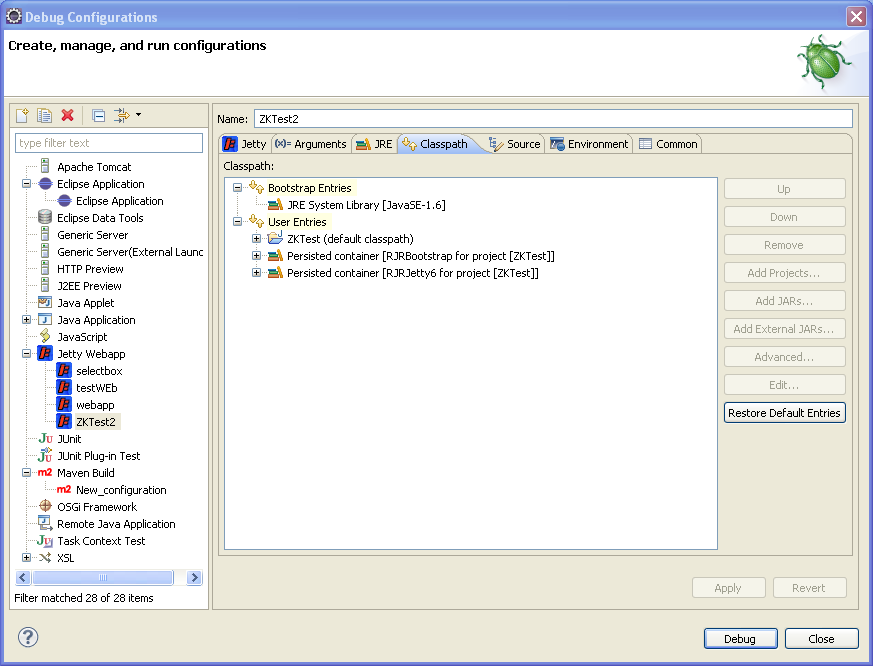 Debug Configurations
Create, manage, and run configurations
type filter text
Apache Tomcat
Eclipse Application
Eclipse Application
Eclipse Data Tools
Generic Server
Generic Server(External Launc
HTTP Preview
J2EE Preview
Java Applet
Java Application
JavaScript
Jetty Webapp
selectbox
testWEb
webapp
ZKTest2
JUnit
JUnit Plug-in Test
Maven Build
New_configuration
OSGi Framework
Remote Java Application
Task Context Test
XSL
Filter matched 28 of 28 items
Name: ZKTest2
Jetty (x)= Arguments JRE Classpath Source Environment Common
Classpath:
Bootstrap Entries
JRE System Library [JavaSE-1.6]
User Entries
ZKTest (default classpath)
Persisted container [RJRBootstrap for project [ZKTest]]
Persisted container [RJRJetty6 for project [ZKTest]]
Up
Down
Remove
Add Projects...
Add JARs...
Add External JARs...
Advanced...
Edit...
Restore Default Entries
Apply Revert
? Debug Close